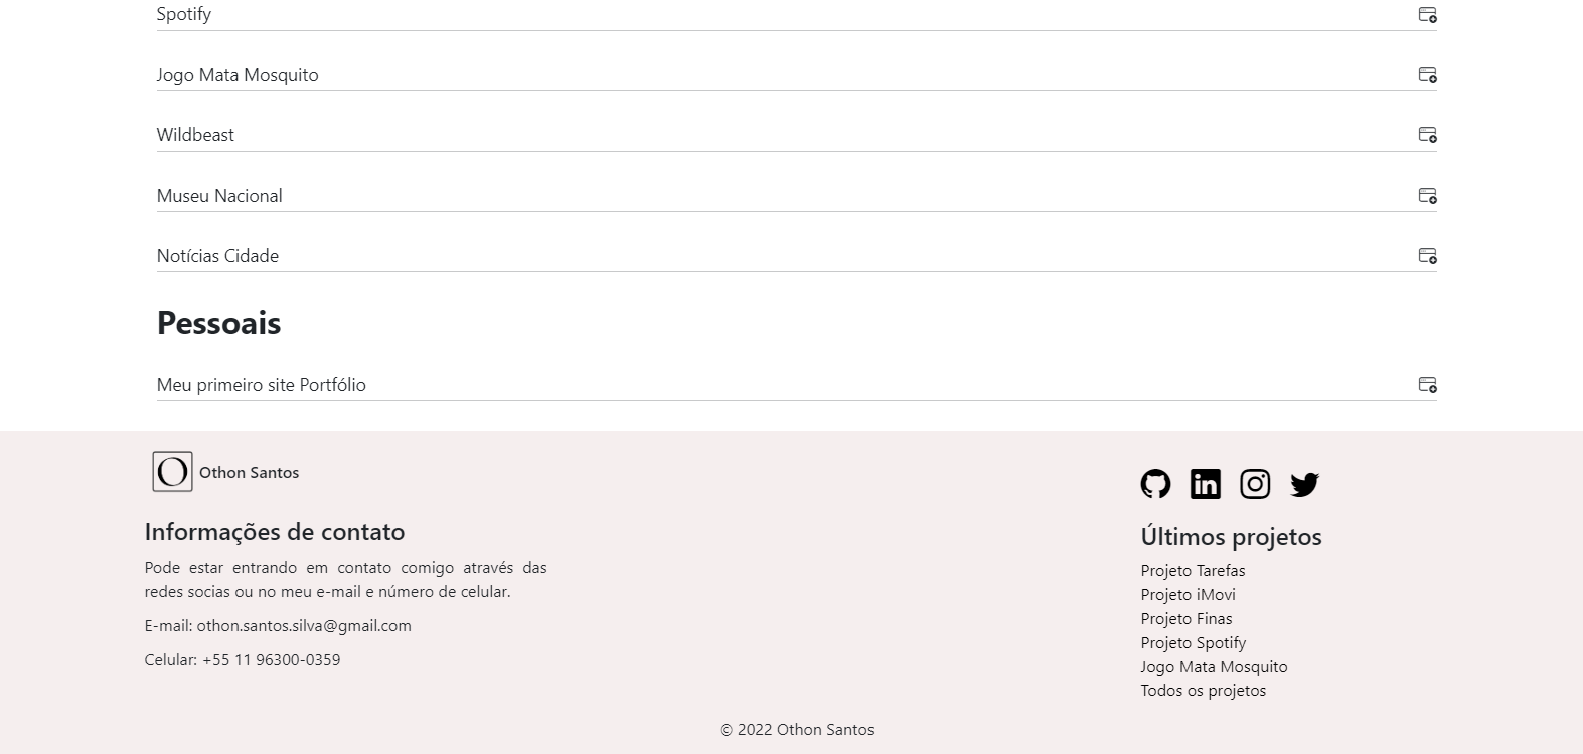 Spotify
Jogo Mata Mosquito
Wildbeast
Museu Nacional
Notícias Cidade
Pessoais
Meu primeiro site Portfólio
O Othon Santos
Informações de contato
Pode estar entrando em contato comigo através das
redes socias ou no meu e-mail e número de celular.
E-mail: othon.santos.silva@gmail.com
Celular: +55 11 96300-0359
Últimos projetos
Projeto Tarefas
Projeto iMovi
Projeto Finas
Projeto Spotify
Jogo Mata Mosquito
Todos os projetos
© 2022 Othon Santos